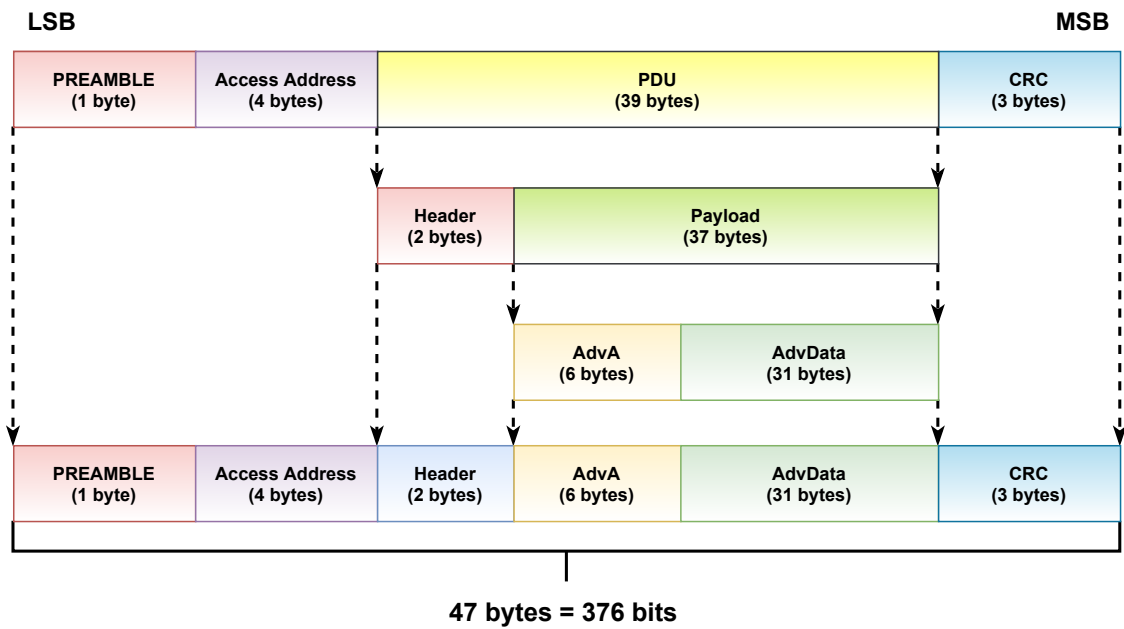 LSB
MSB
PREAMBLE
(1 byte)
Access Address
(4 bytes)
PDU
(39 bytes)
CRC
(3 bytes)
Header
(2 bytes)
Payload
(37 bytes)
AdvA
(6 bytes)
AdvData
(31 bytes)
PREAMBLE
(1 byte)
Access Address
(4 bytes)
Header
(2 bytes)
AdvA
(6 bytes)
AdvData
(31 bytes)
CRC
(3 bytes)
47 bytes = 376 bits